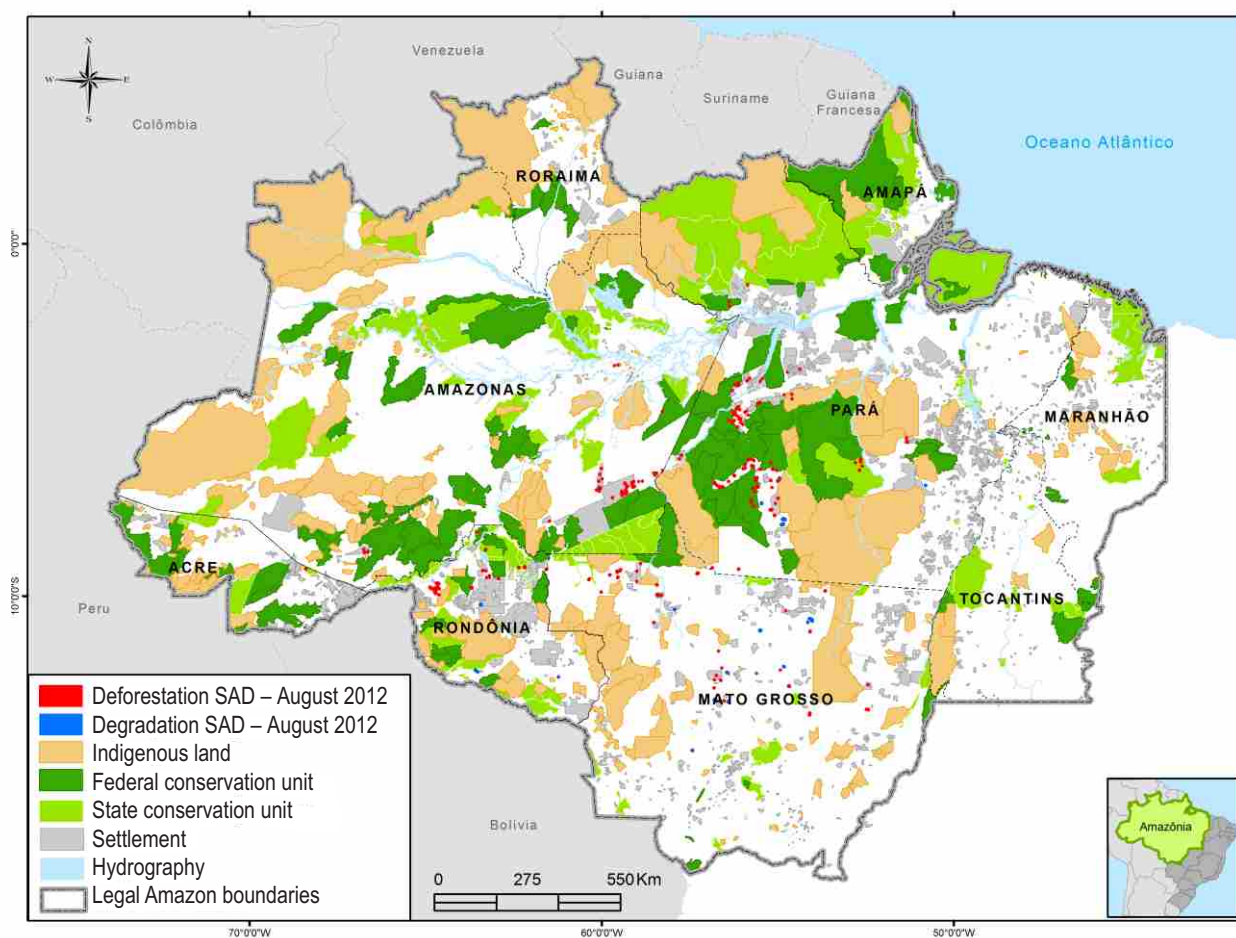 N
W
E
S
Venezuela
Guiana
Suriname
Guiana
Francesa
Colômbia
Oceano Atlântico
RORAIMA
AMAPÁ
0°0'0"
AMAZONAS
PARÁ
MARANHÃO
ACRE
10°0'0"S
Peru
RONDÔNIA
TOCANTINS
MATO GROSSO
Bolívia
Deforestation SAD – August 2012
Degradation SAD – August 2012
Indigenous land
Federal conservation unit
State conservation unit
Settlement
Hydrography
Legal Amazon boundaries
0 275 550 Km
Amazônia
70°0'0"W 60°0'0"W 50°0'0"W